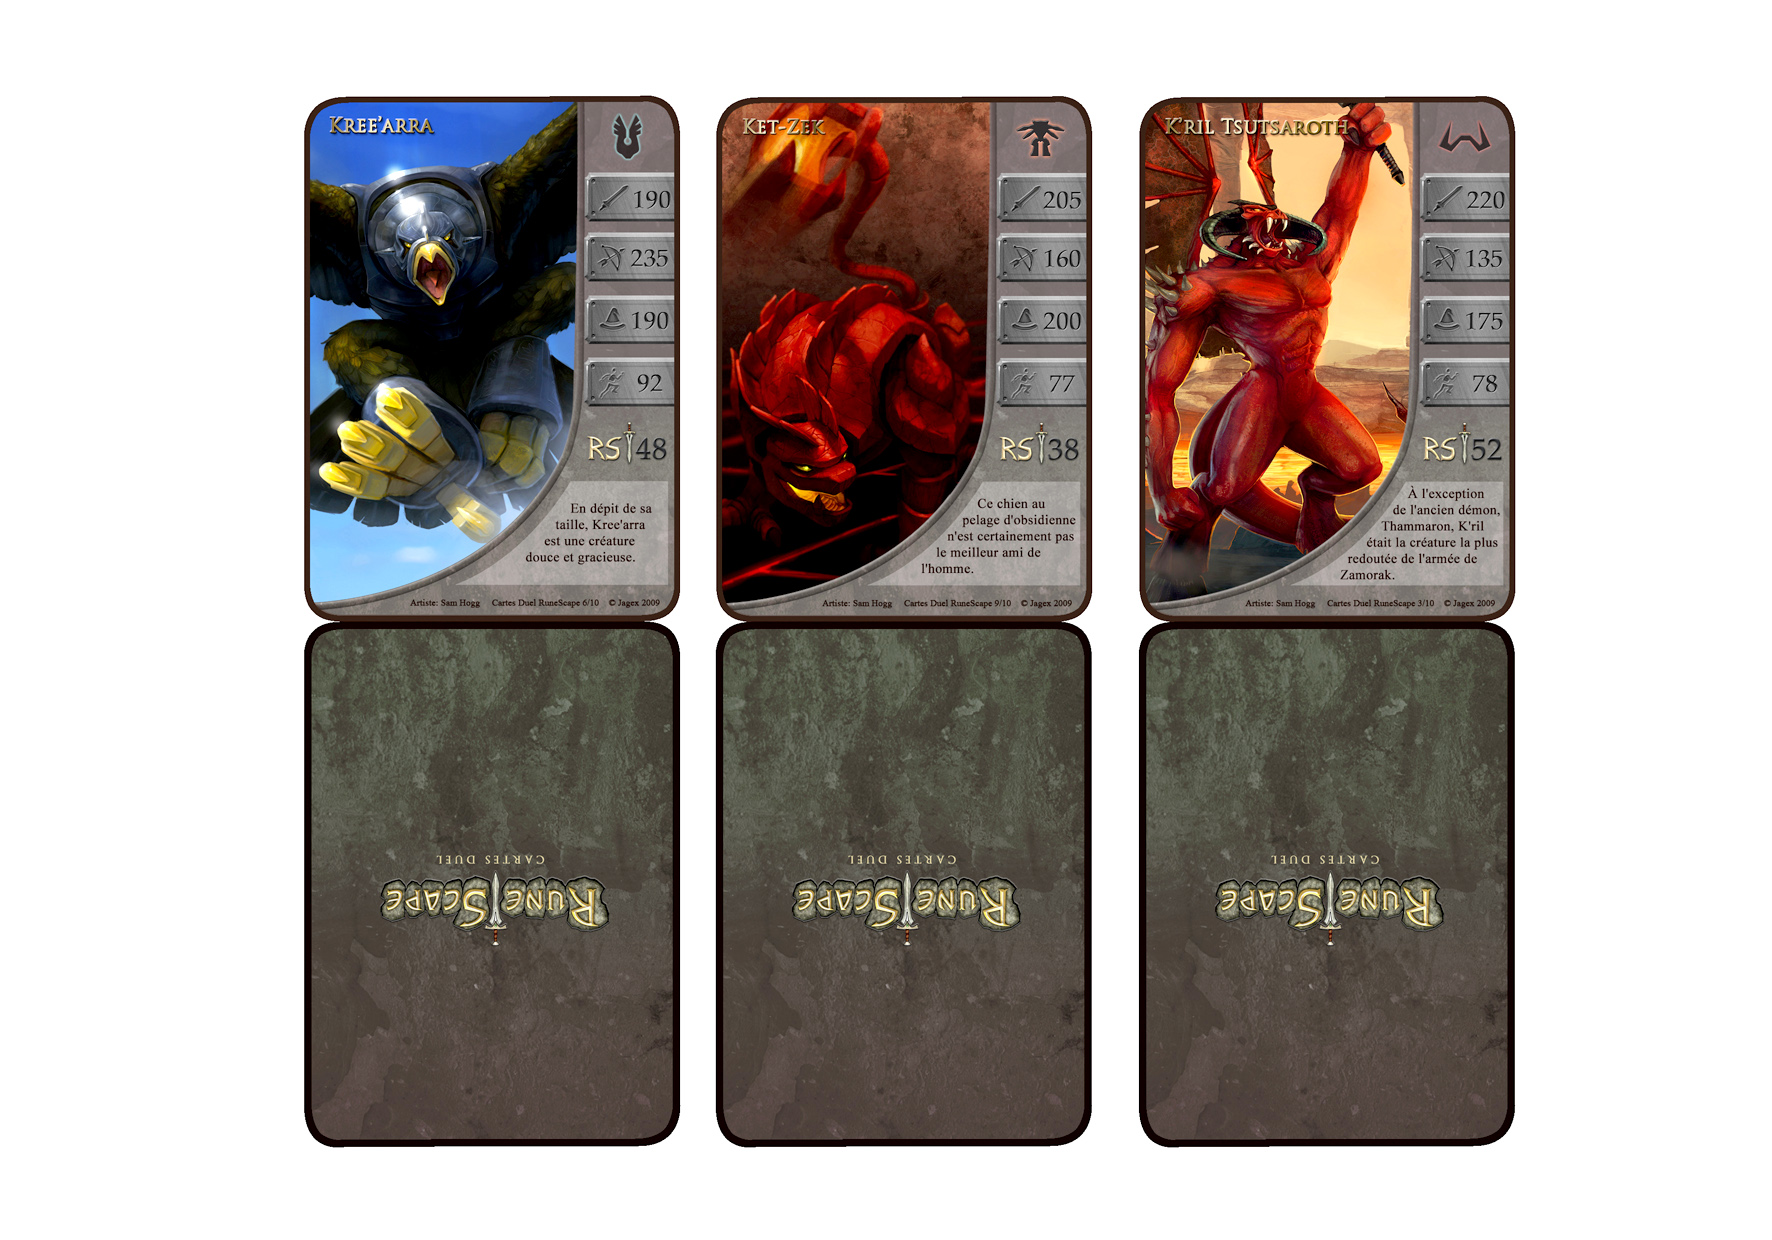 KREE'ARRA
190
235
190
92
RS 48
En dépit de sa
taille, Kree'arra
est une créature
douce et gracieuse.
Artiste: Sam Hogg Cartes Duel RuneScape 6/10 © Jagex 2009
KET-ZEK
205
160
200
77
RS 38
Ce chien au
pelage d'obsidienne
n'est certainement pas
le meilleur ami de
l'homme.
Artiste: Sam Hogg Cartes Duel RuneScape 9/10 © Jagex 2009
K'RIL TSUTSAROTH
220
135
175
78
RS 52
À l'exception
de l'ancien démon,
Thammaron, K'ril
était la créature la plus
redoutée de l'armée de
Zamorak.
Artiste: Sam Hogg Cartes Duel RuneScape 3/10 © Jagex 2009
RUNESCAPE
CARTES DUEL
RUNESCAPE
CARTES DUEL
RUNESCAPE
CARTES DUEL